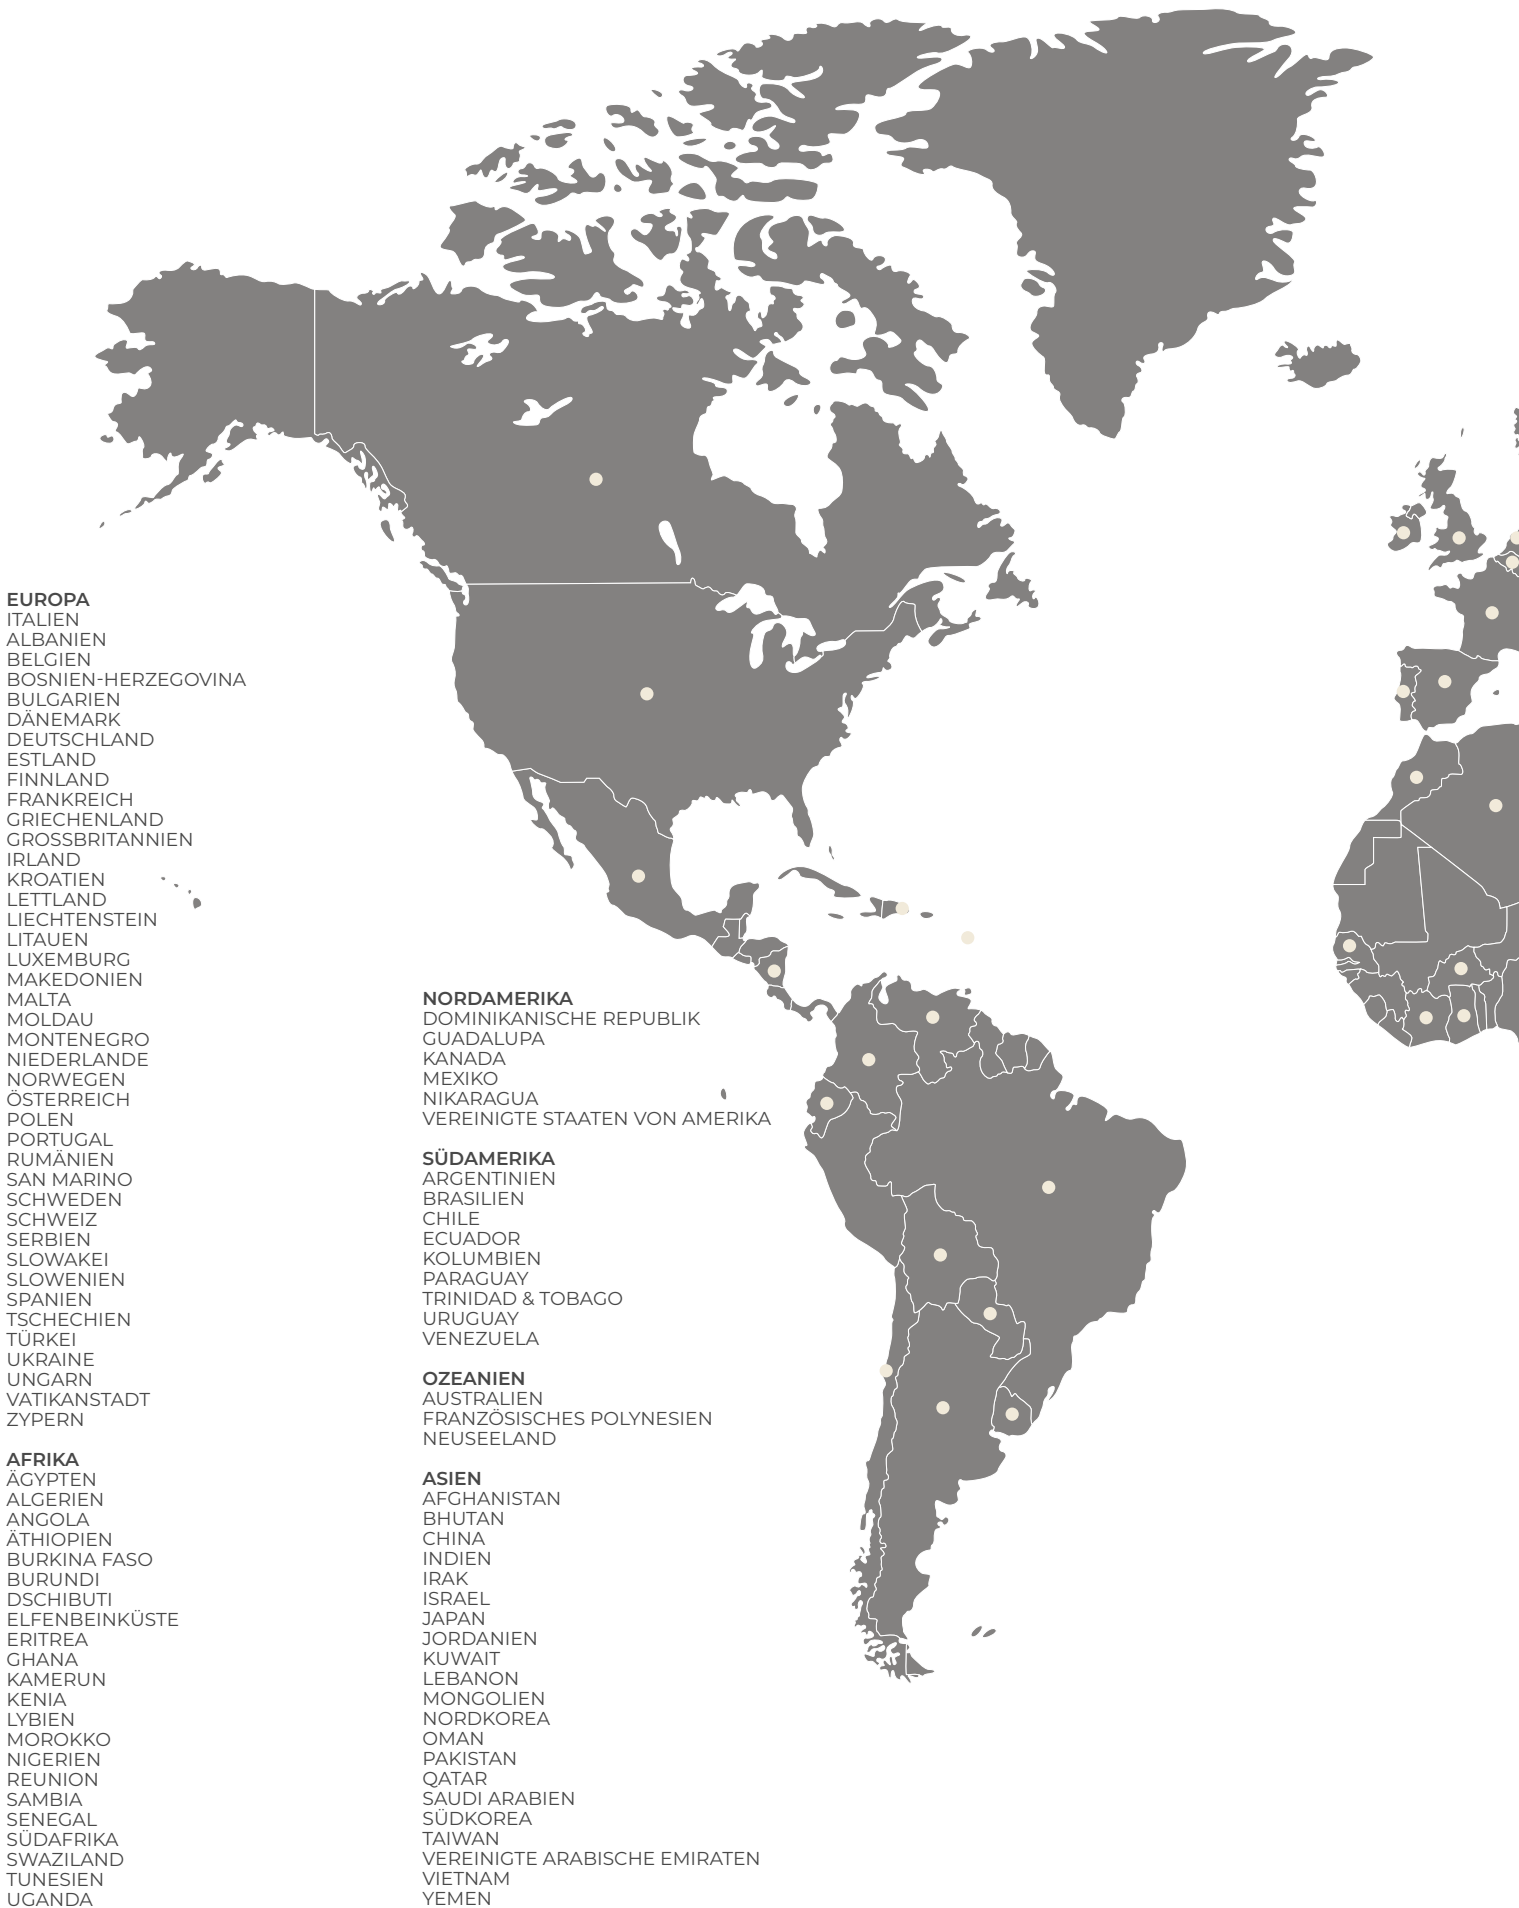 EUROPA
ITALIEN
ALBANIEN
BELGIEN
BOSNIEN-HERZEGOVINA
BULGARIEN
DÄNEMARK
DEUTSCHLAND
ESTLAND
FINNLAND
FRANKREICH
GRIECHENLAND
GROSSBRITANNIEN
IRLAND
KROATIEN
LETTLAND
LIECHTENSTEIN
LITAUEN
LUXEMBURG
MAKEDONIEN
MALTA
MOLDAU
MONTENEGRO
NIEDERLANDE
NORWEGEN
ÖSTERREICH
POLEN
PORTUGAL
RUMÄNIEN
SAN MARINO
SCHWEDEN
SCHWEIZ
SERBIEN
SLOWAKEI
SLOWENIEN
SPANIEN
TSCHECHIEN
TÜRKEI
UKRAINE
UNGARN
VATIKANSTADT
ZYPERN
AFRIKA
ÄGYPTEN
ALGERIEN
ANGOLA
ÄTHIOPIEN
BURKINA FASO
BURUNDI
DSCHIBUTI
ELFENBEINKÜSTE
ERITREA
GHANA
KAMERUN
KENIA
LYBIEN
MOROKKO
NIGERIEN
REUNION
SAMBIA
SENEGAL
SÜDAFRIKA
SWAZILAND
TUNESIEN
UGANDA
NORDAMERIKA
DOMINIKANISCHE REPUBLIK
GUADALUPA
KANADA
MEXIKO
NIKARAGUA
VEREINIGTE STAATEN VON AMERIKA
SÜDAMERIKA
ARGENTINIEN
BRASILIEN
CHILE
ECUADOR
KOLUMBIEN
PARAGUAY
TRINIDAD & TOBAGO
URUGUAY
VENEZUELA
OZEANIEN
AUSTRALIEN
FRANZÖSISCHES POLYNESIEN
NEUSEELAND
ASIEN
AFGHANISTAN
BHUTAN
CHINA
INDIEN
IRAK
ISRAEL
JAPAN
JORDANIEN
KUWAIT
LEBANON
MONGOLIEN
NORDKOREA
OMAN
PAKISTAN
QATAR
SAUDI ARABIEN
SÜDKOREA
TAIWAN
VEREINIGTE ARABISCHE EMIRATEN
VIETNAM
YEMEN